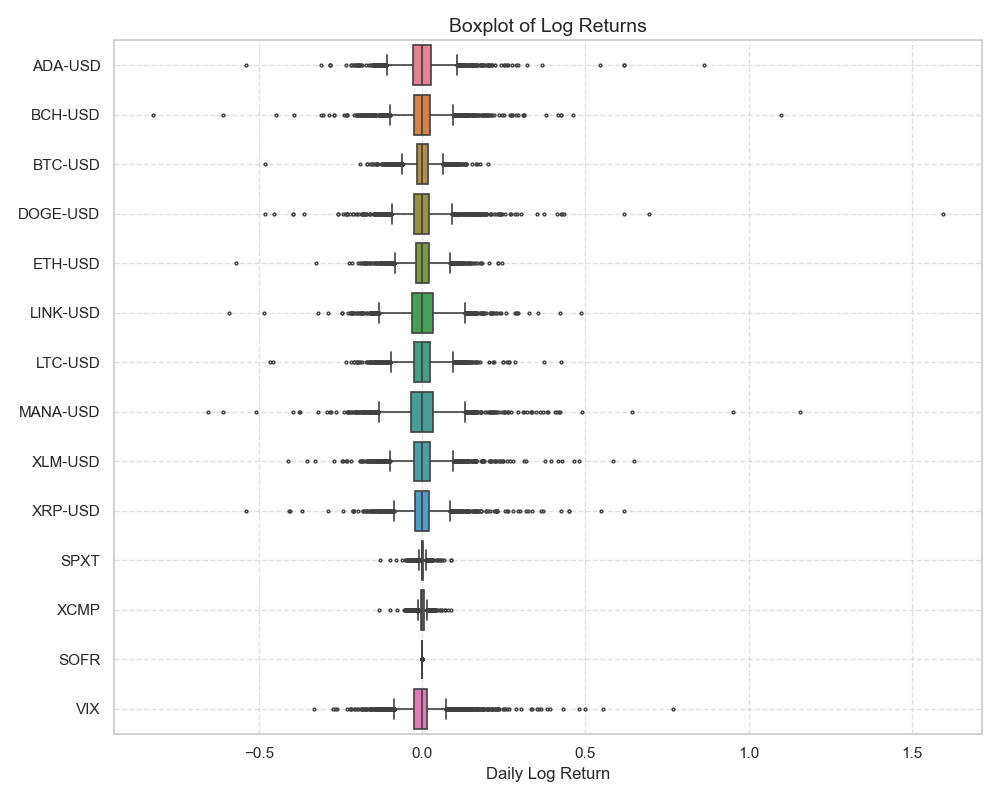 Boxplot of Log Returns
ADA-USD
BCH-USD
BTC-USD
DOGE-USD
ETH-USD
LINK-USD
LTC-USD
MANA-USD
XLM-USD
XRP-USD
SPXT
XCMP
SOFR
VIX
−0.5 0.0 0.5 1.0 1.5
Daily Log Return